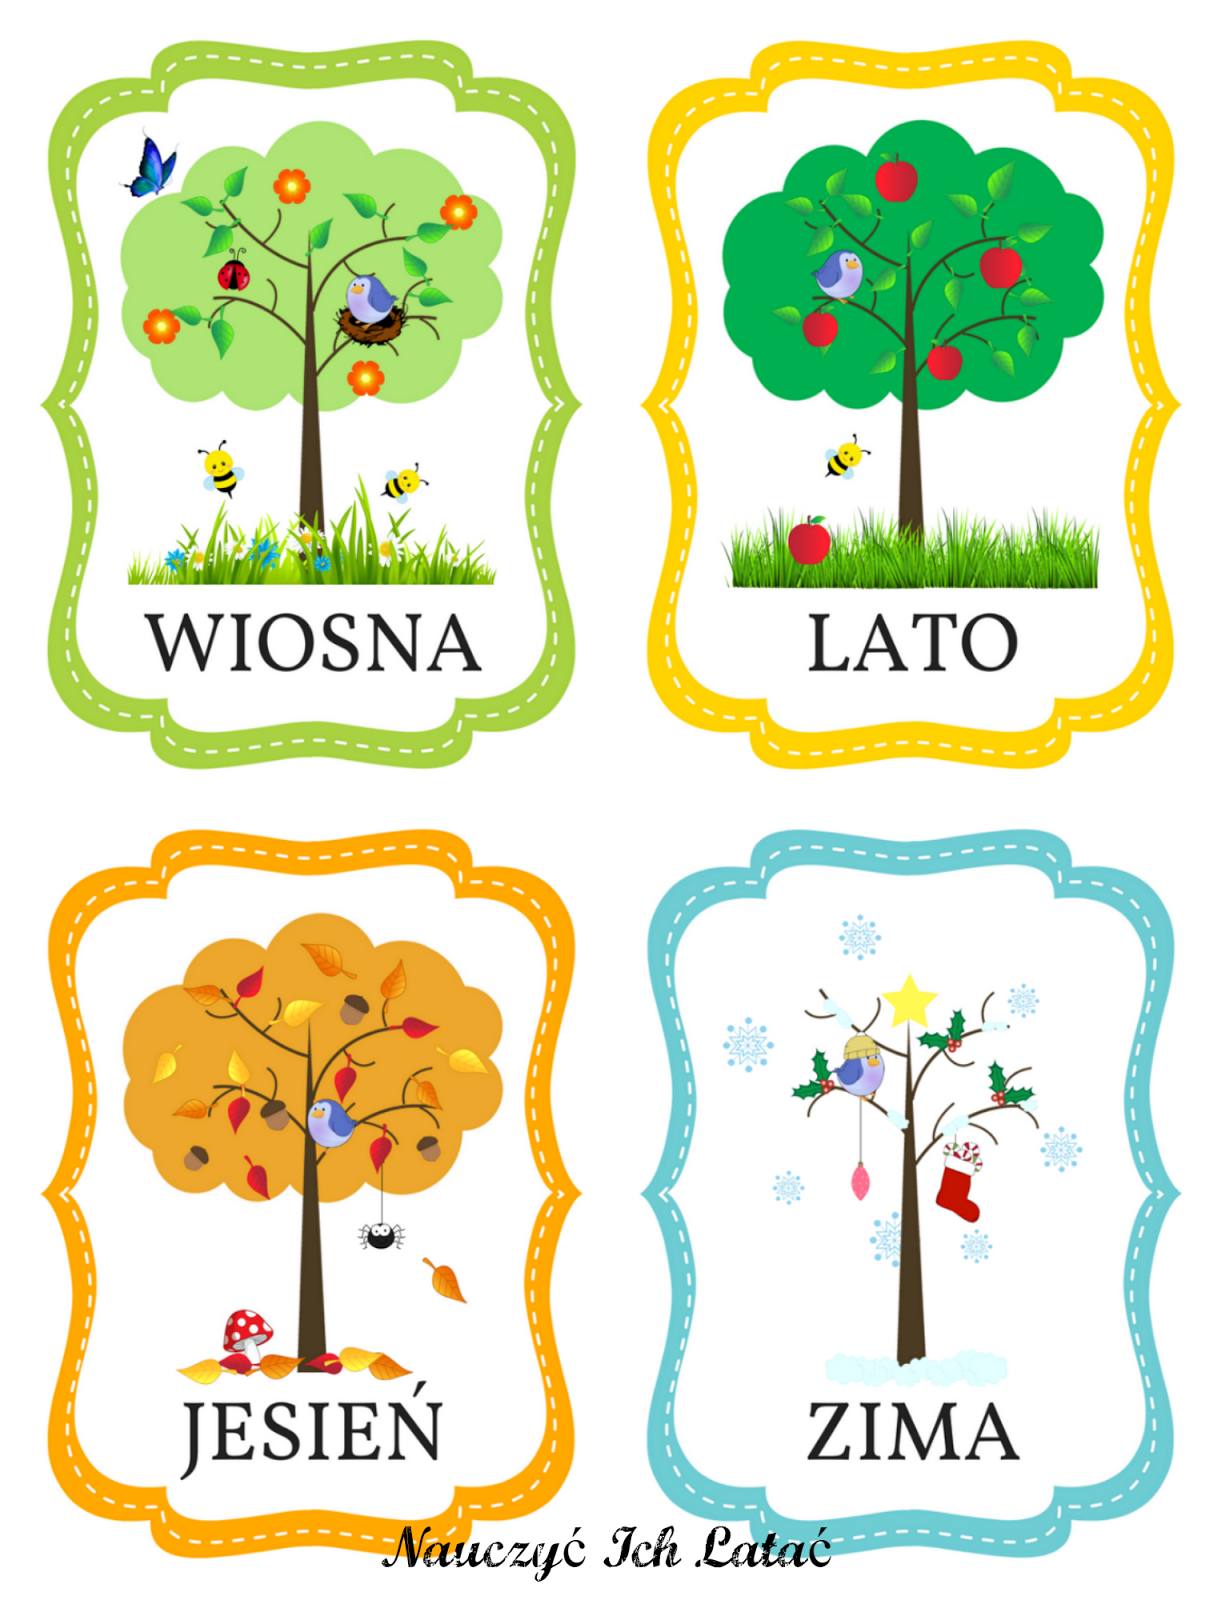 WIOSNA
LATO
JESIEŃ
ZIMA
Nauczyć Ich Latać